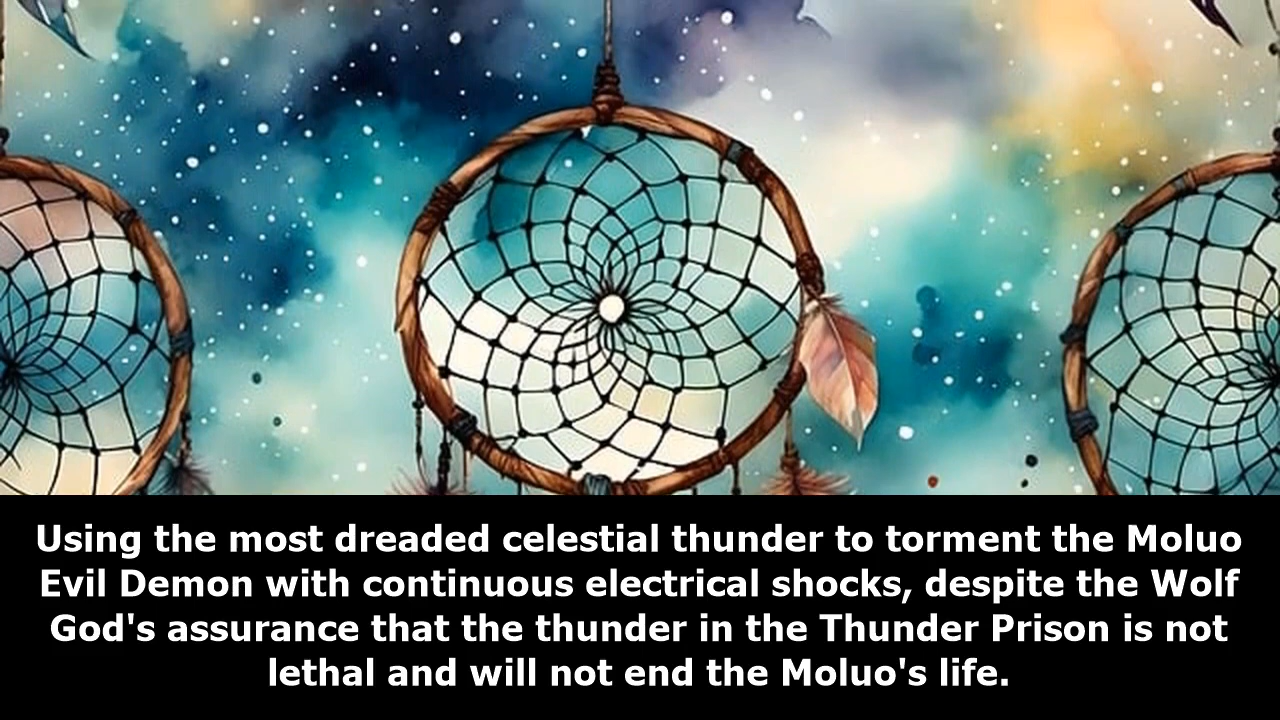 Using the most dreaded celestial thunder to torment the Moluo
Evil Demon with continuous electrical shocks, despite the Wolf
God's assurance that the thunder in the Thunder Prison is not
lethal and will not end the Moluo's life.